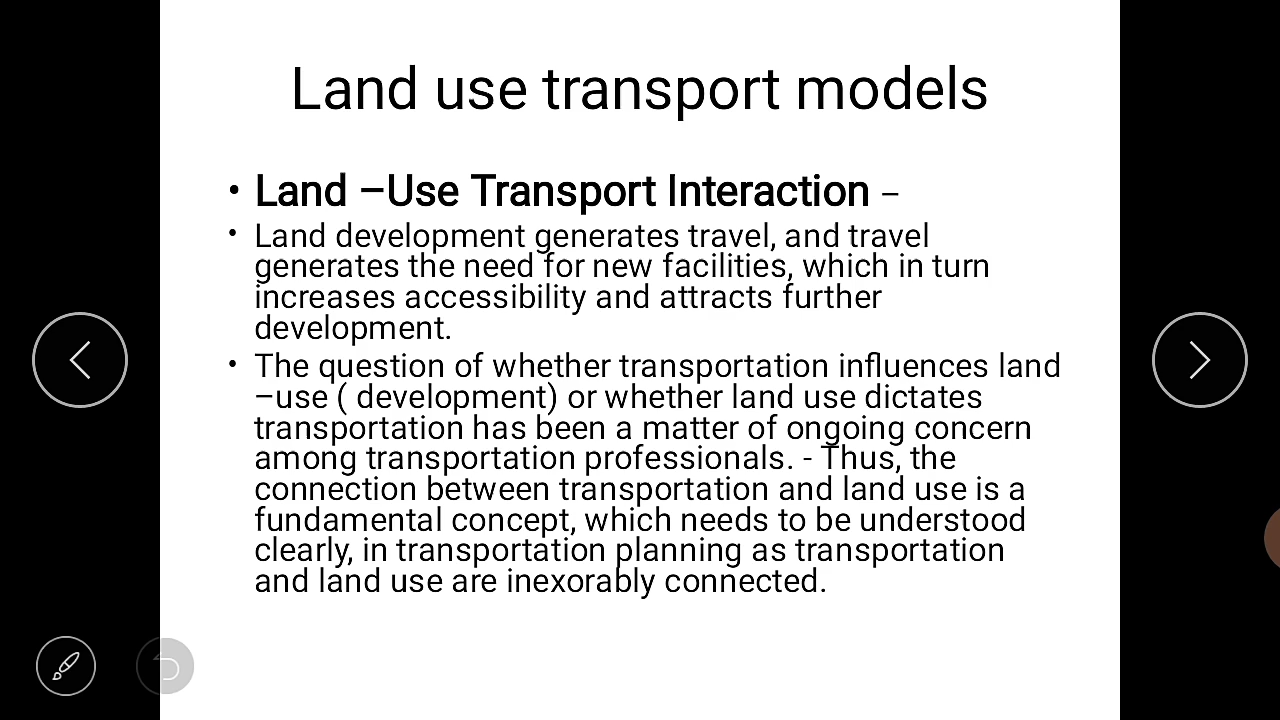 Land use transport models
• Land –Use Transport Interaction –
• Land development generates travel, and travel
generates the need for new facilities, which in turn
increases accessibility and attracts further
development.
• The question of whether transportation influences land
–use ( development) or whether land use dictates
transportation has been a matter of ongoing concern
among transportation professionals. - Thus, the
connection between transportation and land use is a
fundamental concept, which needs to be understood
clearly, in transportation planning as transportation
and land use are inexorably connected.